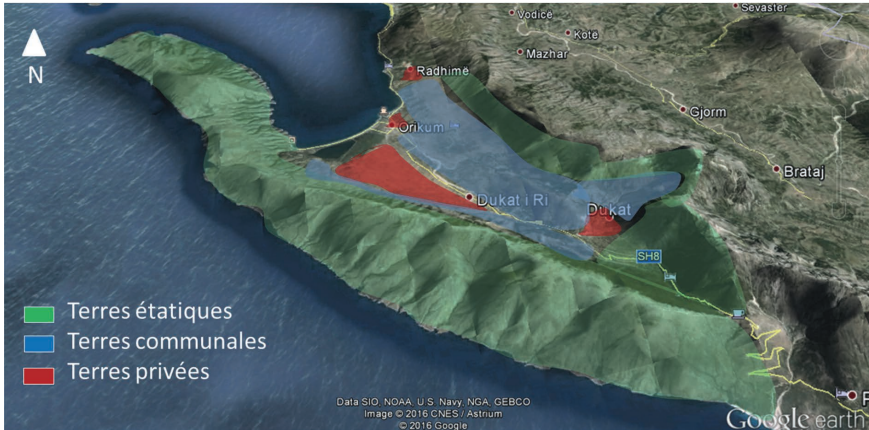 Sevaster
Vodicë
Kotë
Mazhar
N
Radhimë
Gjorm
Orikum
Brataj
Dukat i Ri
Dukat
SH8
Terres étatiques
Terres communales
Terres privées
Data SIO, NOAA, U.S. Navy, NGA, GEBCO
Image © 2016 CNES / Astrium
© 2016 Google
Google earth